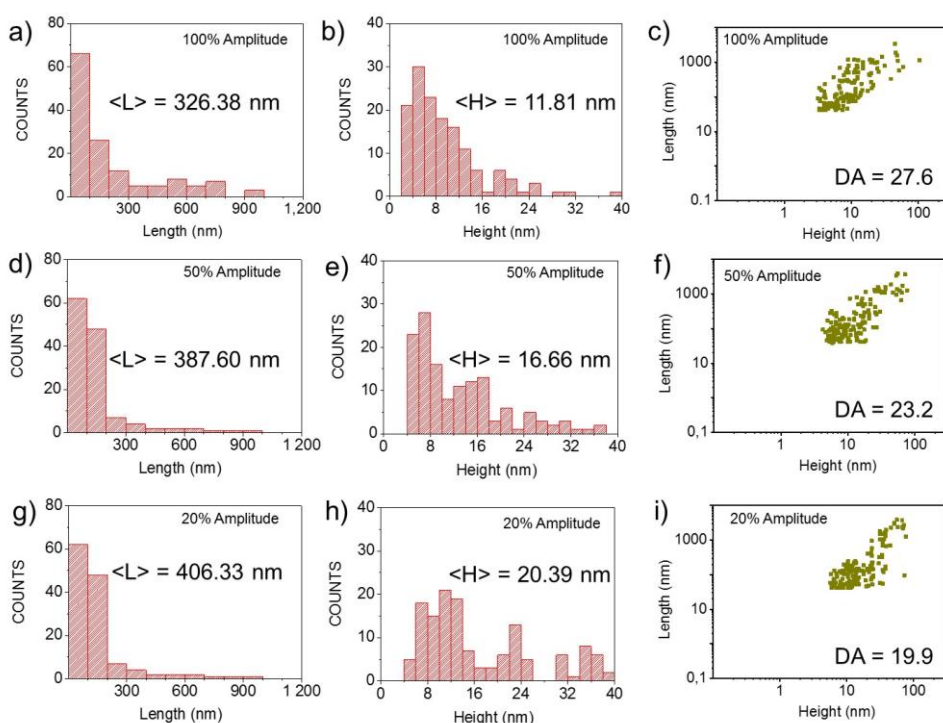 a)
100% Amplitude
<L> = 326.38 nm
COUNTS
80
60
40
20
0
300 600 900 1,200
Length (nm)
b)
100% Amplitude
<H> = 11.81 nm
COUNTS
40
30
20
10
0
0 8 16 24 32 40
Height (nm)
c)
100% Amplitude
Length (nm)
1000
100
10
0.1
1 10 100
Height (nm)
DA = 27.6
d)
50% Amplitude
<L> = 387.60 nm
COUNTS
80
60
40
20
0
300 600 900 1200
Length (nm)
e)
50% Amplitude
<H> = 16.66 nm
COUNTS
40
30
20
10
0
0 8 16 24 32 40
Height (nm)
f)
50% Amplitude
Length (nm)
1000
10
0,1
1 10 100
Height (nm)
DA = 23.2
g)
20% Amplitude
<L> = 406.33 nm
COUNTS
80
60
40
20
0
300 600 900 1200
Length (nm)
h)
20% Amplitude
<H> = 20.39 nm
COUNTS
40
30
20
10
0
0 8 16 24 32 40
Height (nm)
i)
20% Amplitude
Length (nm)
1000
10
0.1
1 10 100
Height (nm)
DA = 19.9